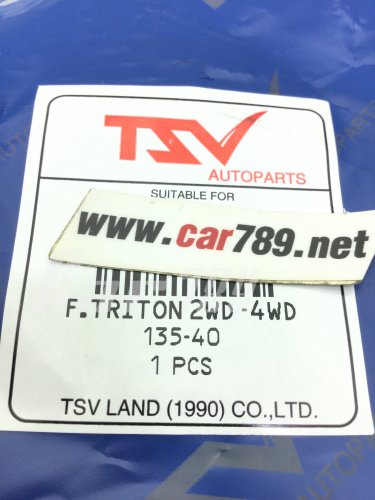 TSV
AUTOPARTS
SUITABLE FOR
www.car789.net
F.TRITON 2WD -4WD
135-40
1 PCS
TSV LAND (1990) CO.,LTD.